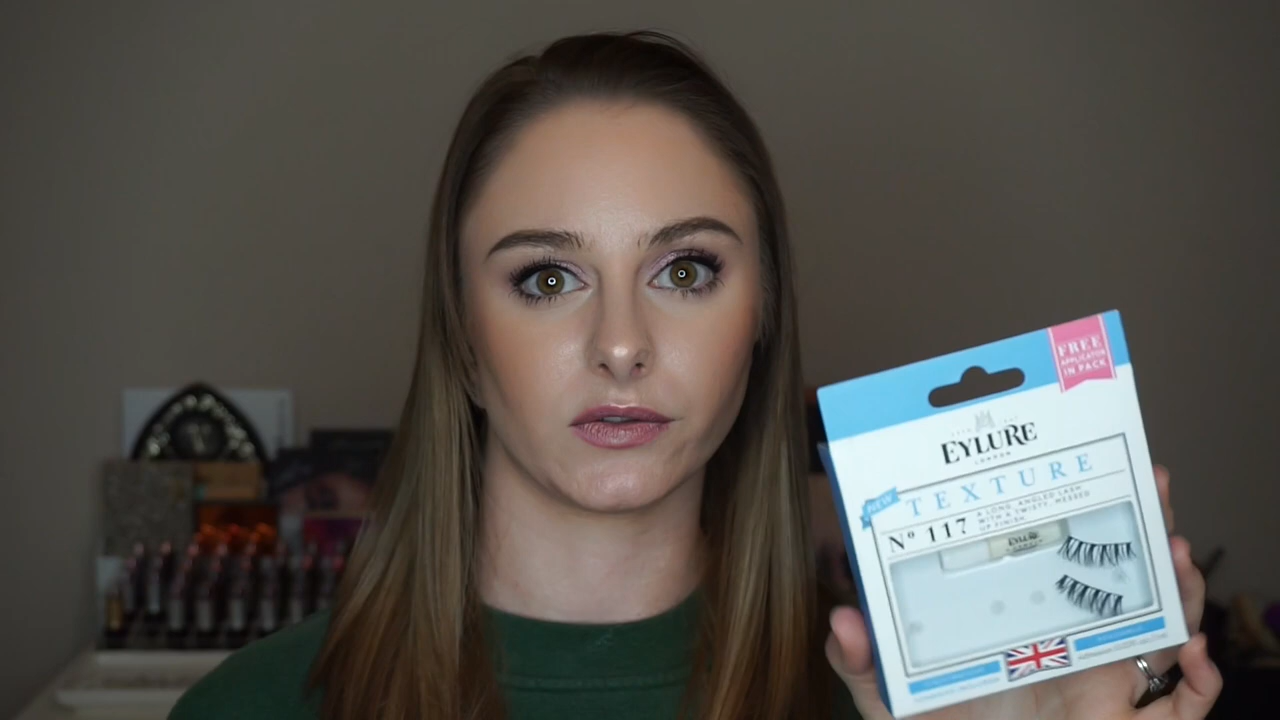 FREE
APPLICATOR
IN PACK
EYLURE
LONDON
NEW
TEXTURE
Nº 117
A LONG, ANGLED LASH
WITH A TWISTY, MESSED
UP FINISH
EYLURE
LONDON